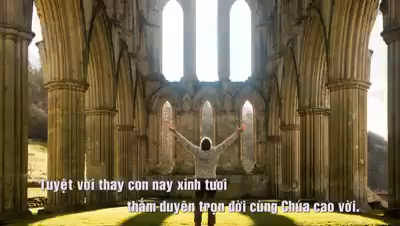 Tuyệt vời thay con nay xinh tươi
thắm duyên trọn đời cùng Chúa cao vời.